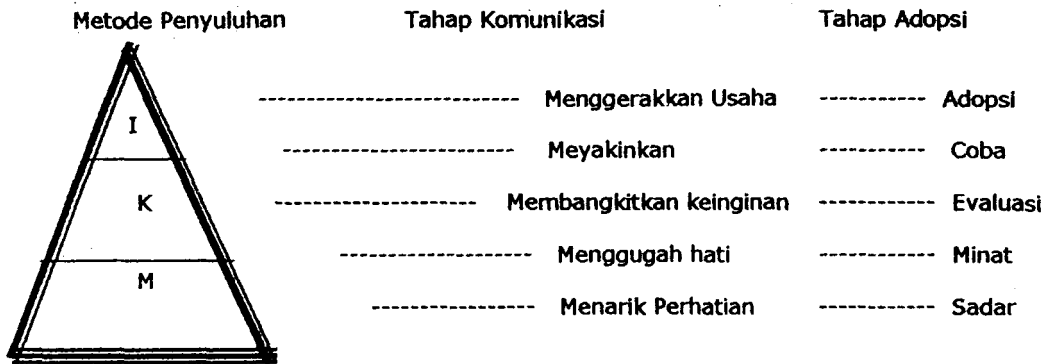 Metode Penyuluhan Tahap Komunikasi Tahap Adopsi
I Menggerakkan Usaha Adopsi
Meyakinkan Coba
K Membangkitkan keinginan Evaluasi
Menggugah hati Minat
M Menarik Perhatian Sadar